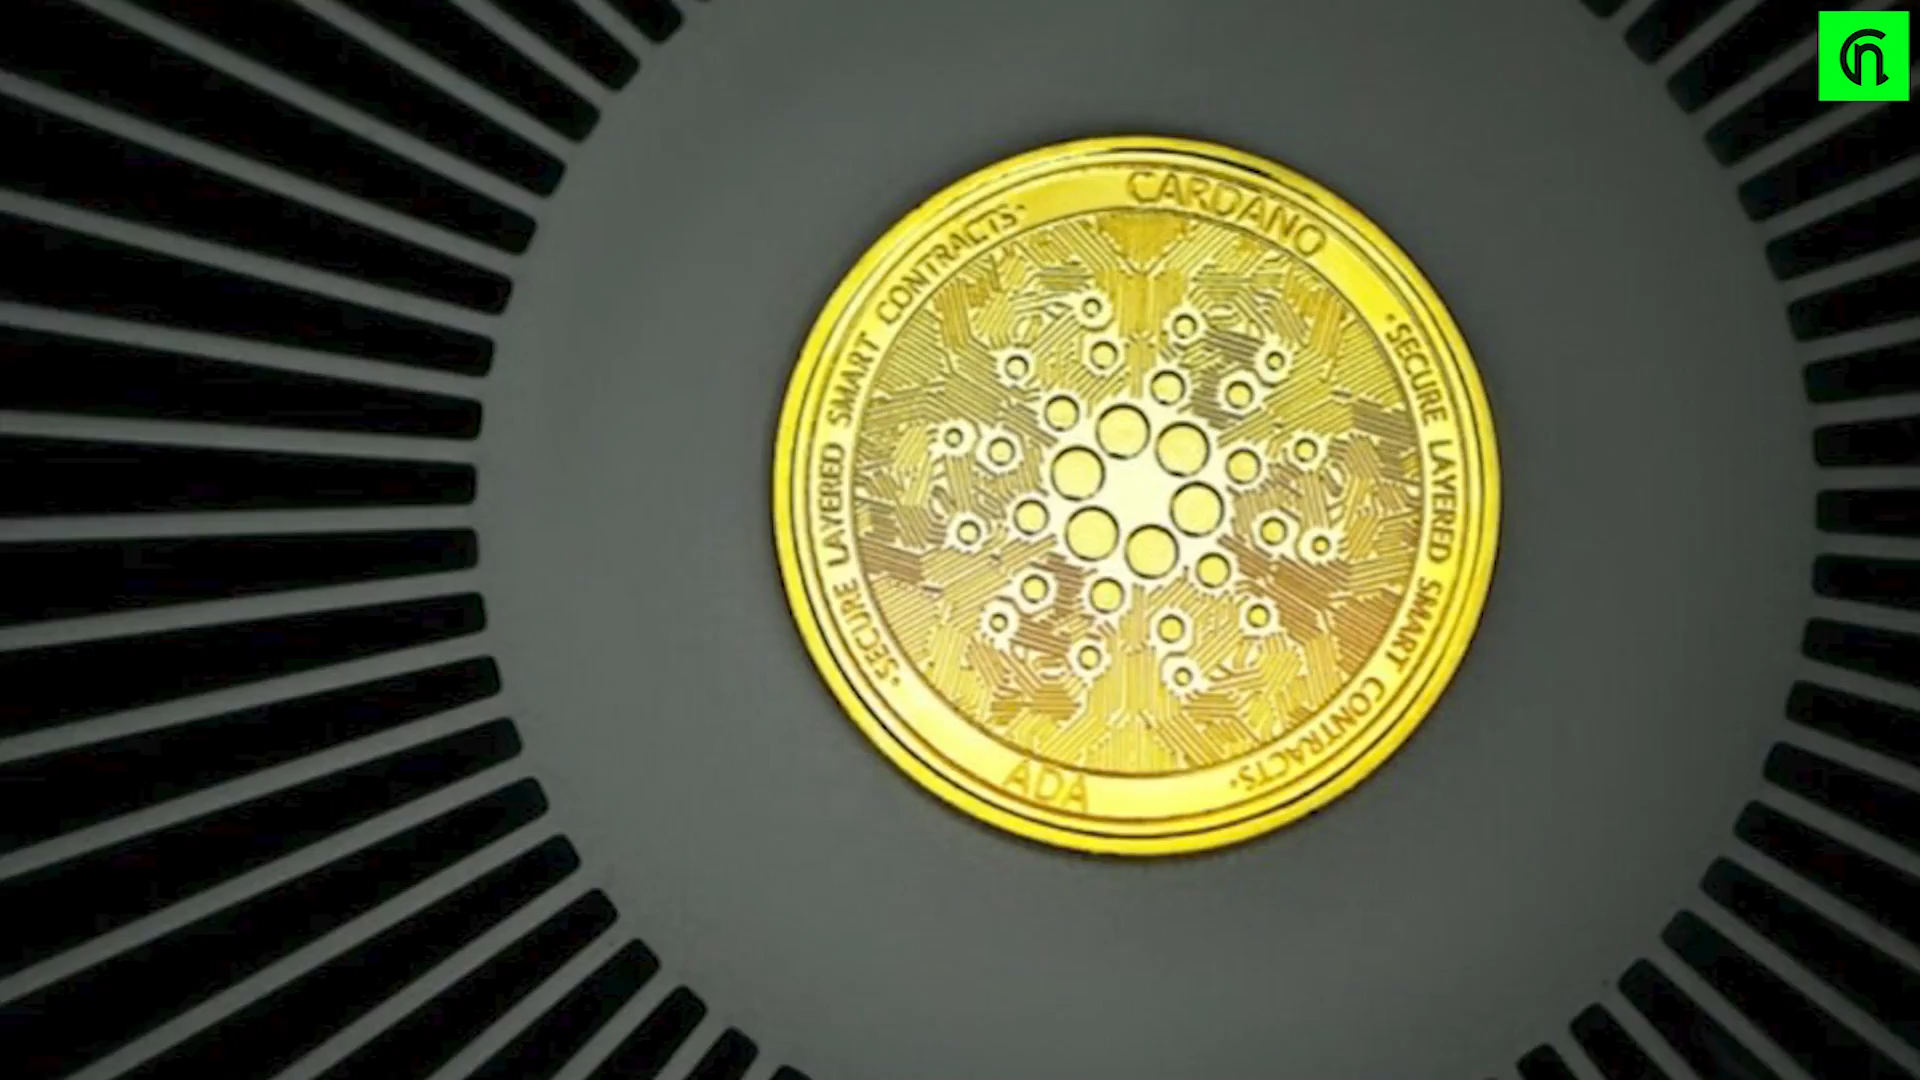 CARDANO
·SECURE LAYERED SMART CONTRACTS·
·SECURE LAYERED SMART CONTRACTS·
ADA